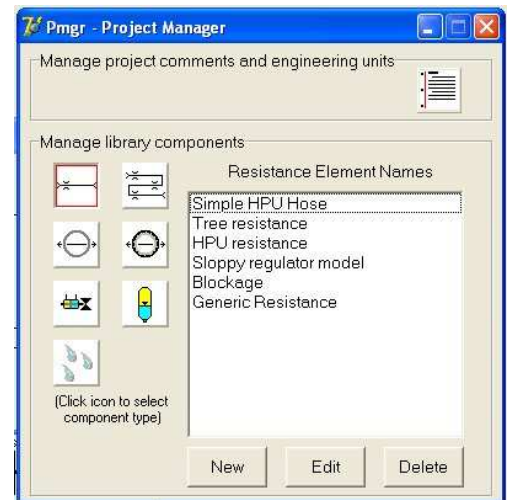 Pmgr - Project Manager
Manage project comments and engineering units
Manage library components
Resistance Element Names
Simple HPU Hose
Tree resistance
HPU resistance
Sloppy regulator model
Blockage
Generic Resistance
(Click icon to select
component type)
New Edit Delete